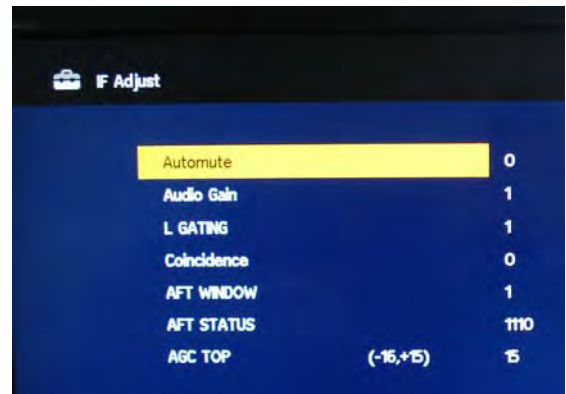 IF Adjust
Automute 0
Audio Gain 1
L GATING 1
Coincidence 0
AFT WINDOW 1
AFT STATUS 1110
AGC TOP (-16,+15) 15